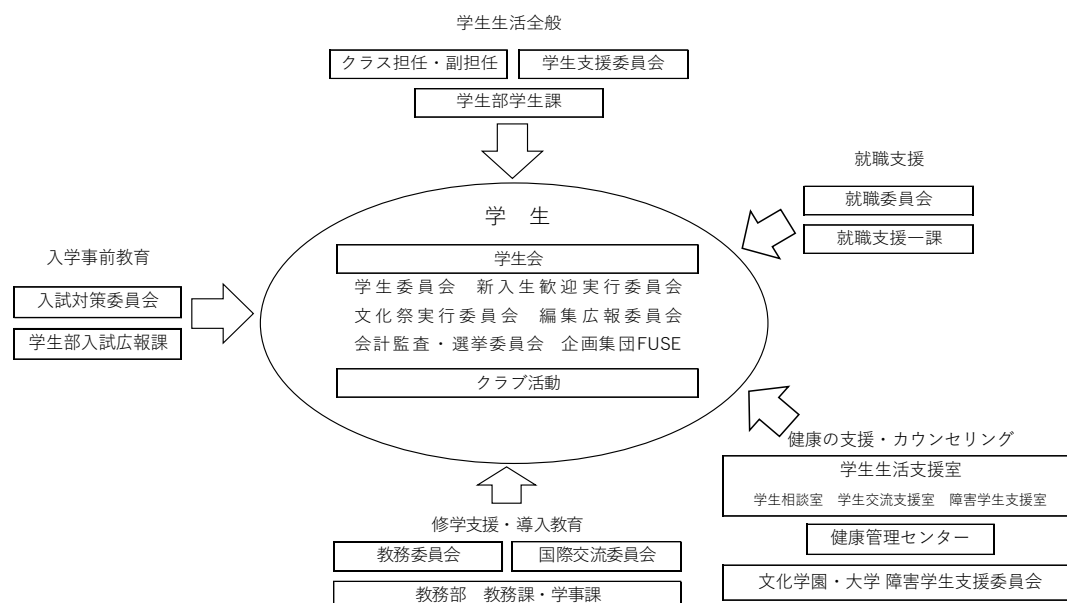 学生生活全般
クラス担任・副担任
学生支援委員会
学生部学生課
就職支援
就職委員会
就職支援一課
入学事前教育
入試対策委員会
学生部入試広報課
学 生
学生会
学生委員会 新入生歓迎実行委員会
文化祭実行委員会 編集広報委員会
会計監査・選挙委員会 企画集団FUSE
クラブ活動
健康の支援・カウンセリング
学生生活支援室
学生相談室 学生交流支援室 障害学生支援室
健康管理センター
文化学園・大学 障害学生支援委員会
修学支援・導入教育
教務委員会
国際交流委員会
教務部 教務課・学事課